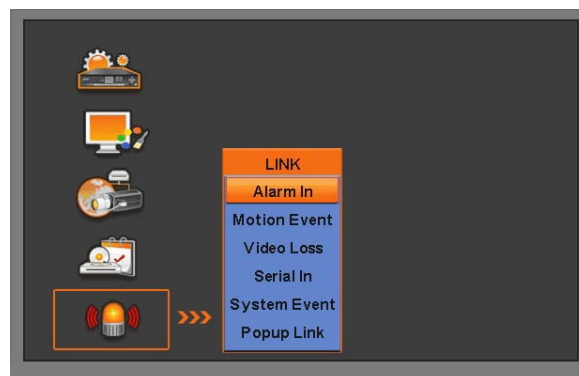 LINK
Alarm In
Motion Event
Video Loss
Serial In
System Event
Popup Link